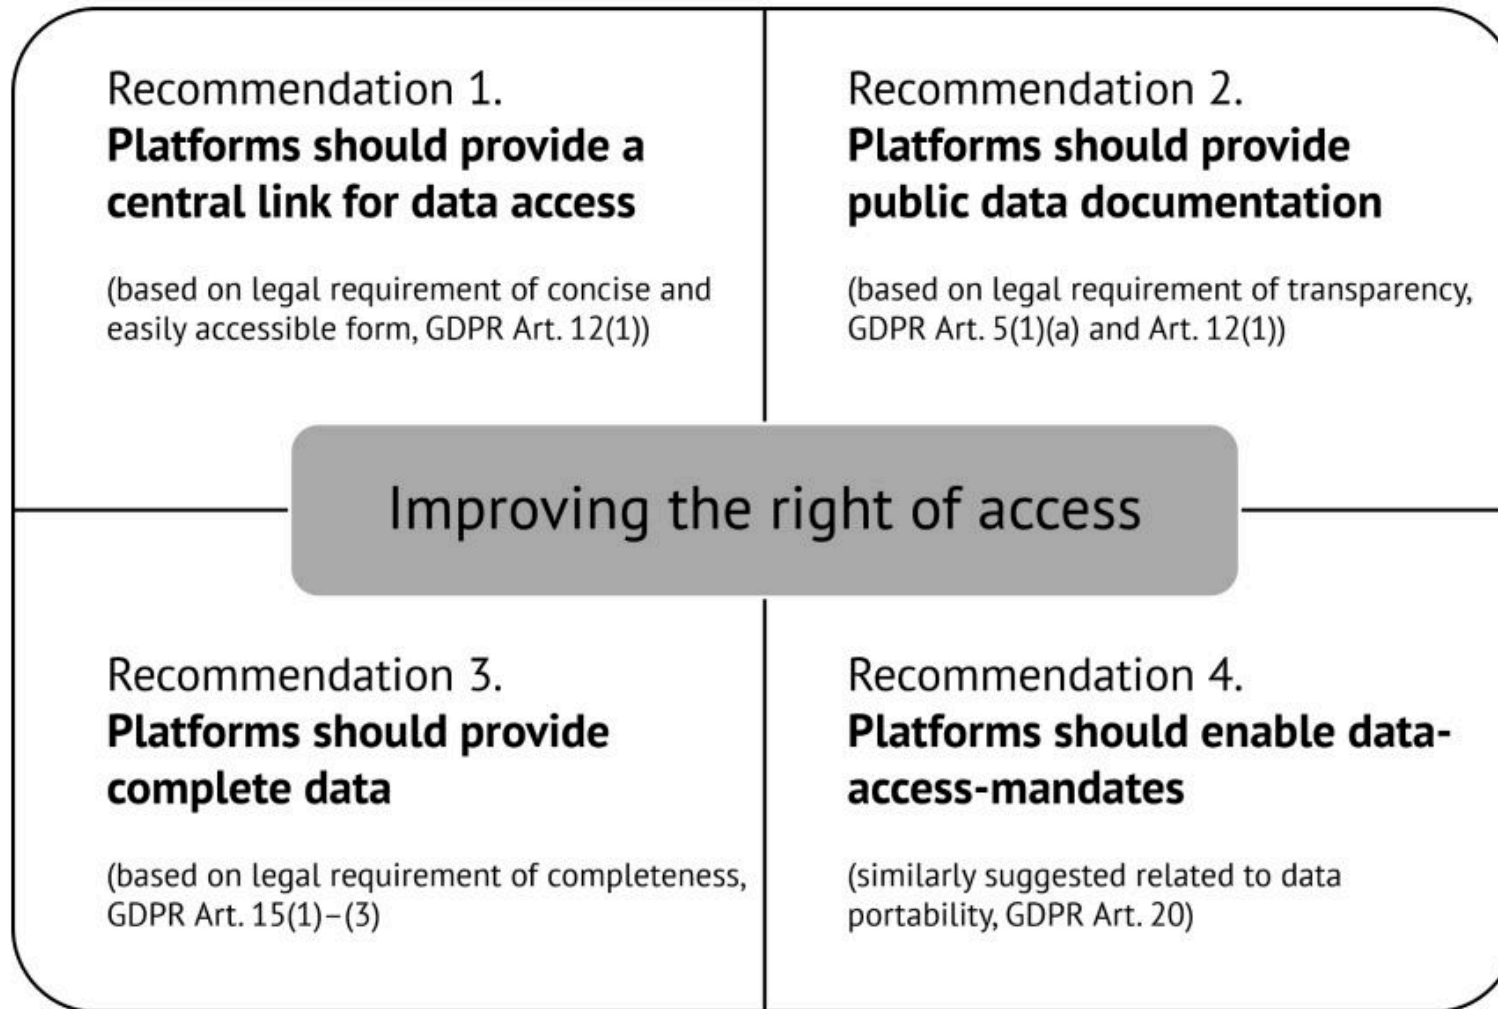 Recommendation 1.
Platforms should provide a
central link for data access
(based on legal requirement of concise and
easily accessible form, GDPR Art. 12(1))
Recommendation 2.
Platforms should provide
public data documentation
(based on legal requirement of transparency,
GDPR Art. 5(1)(a) and Art. 12(1))
Improving the right of access
Recommendation 3.
Platforms should provide
complete data
(based on legal requirement of completeness,
GDPR Art. 15(1)–(3)
Recommendation 4.
Platforms should enable data-
access-mandates
(similarly suggested related to data
portability, GDPR Art. 20)